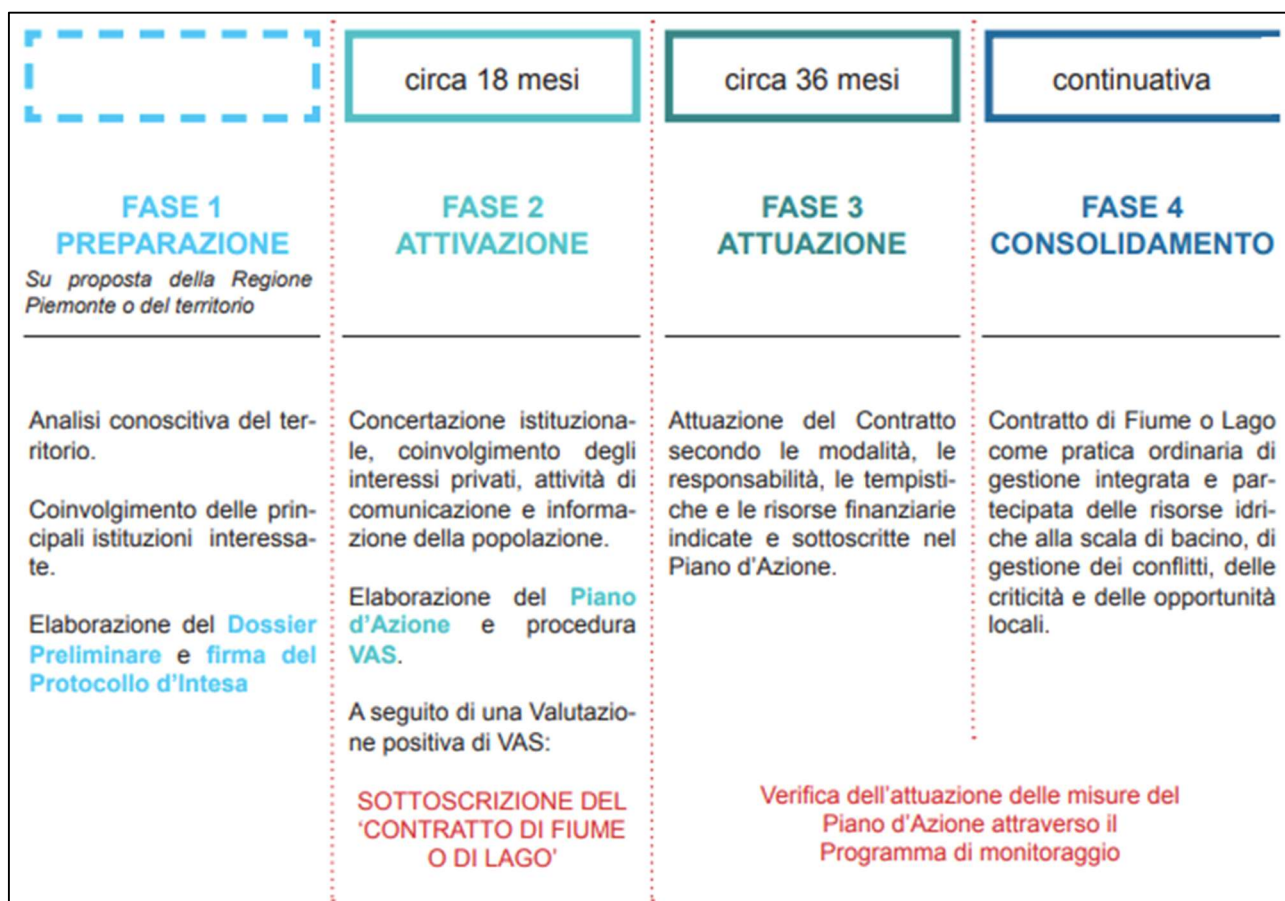 circa 18 mesi
circa 36 mesi
continuativa
FASE 1
PREPARAZIONE
Su proposta della Regione
Piemonte o del territorio
Analisi conoscitiva del ter-
ritorio.
Coinvolgimento delle prin-
cipali istituzioni interessa-
te.
Elaborazione del Dossier
Preliminare e firma del
Protocollo d'Intesa
FASE 2
ATTIVAZIONE
Concertazione istituziona-
le, coinvolgimento degli
interessi privati, attività di
comunicazione e informa-
zione della popolazione.
Elaborazione del Piano
d'Azione e procedura
VAS.
A seguito di una Valutazio-
ne positiva di VAS:
SOTTOSCRIZIONE DEL
'CONTRATTO DI FIUME
O DI LAGO'
FASE 3
ATTUAZIONE
Attuazione del Contratto
secondo le modalità, le
responsabilità, le tempisti-
che e le risorse finanziarie
indicate e sottoscritte nel
Piano d'Azione.
FASE 4
CONSOLIDAMENTO
Contratto di Fiume o Lago
come pratica ordinaria di
gestione integrata e par-
tecipata delle risorse idri-
che alla scala di bacino, di
gestione dei conflitti, delle
criticità e delle opportunità
locali.
Verifica dell'attuazione delle misure del
Piano d'Azione attraverso il
Programma di monitoraggio